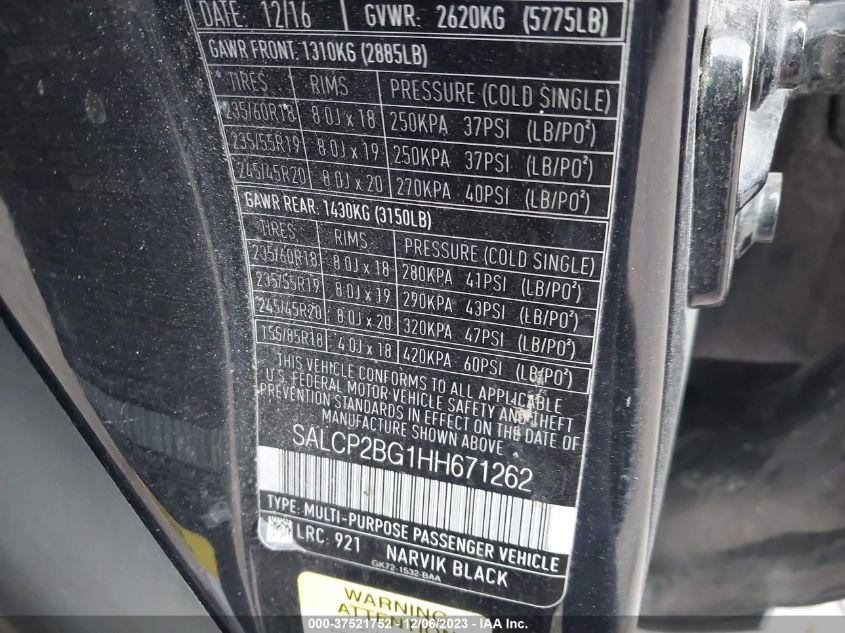 DATE: 12/16 GVWR: 2620KG (5775LB)
GAWR FRONT: 1310KG (2885LB)
TIRES RIMS PRESSURE (COLD SINGLE)
235/60R18 8.0J x 18 250KPA 37PSI (LB/PO²)
235/55R19 8.0J x 19 250KPA 37PSI (LB/PO²)
245/45R20 8.0J x 20 270KPA 40PSI (LB/PO²)
GAWR REAR: 1430KG (3150LB)
TIRES RIMS PRESSURE (COLD SINGLE)
235/60R18 8.0J x 18 280KPA 41PSI (LB/PO²)
235/55R19 8.0J x 19 290KPA 43PSI (LB/PO²)
245/45R20 8.0J x 20 320KPA 47PSI (LB/PO²)
155/85R18 4.0J x 18 420KPA 60PSI (LB/PO²)
THIS VEHICLE CONFORMS TO ALL APPLICABLE
U.S. FEDERAL MOTOR VEHICLE SAFETY AND THEFT
PREVENTION STANDARDS IN EFFECT ON THE DATE OF
MANUFACTURE SHOWN ABOVE
SALCP2BG1HH671262
TYPE: MULTI-PURPOSE PASSENGER VEHICLE
LRC: 921 NARVIK BLACK
GK72-1532-BAA
WARNING
ATTENTION
000-37521752 - 12/06/2023 - IAA Inc.